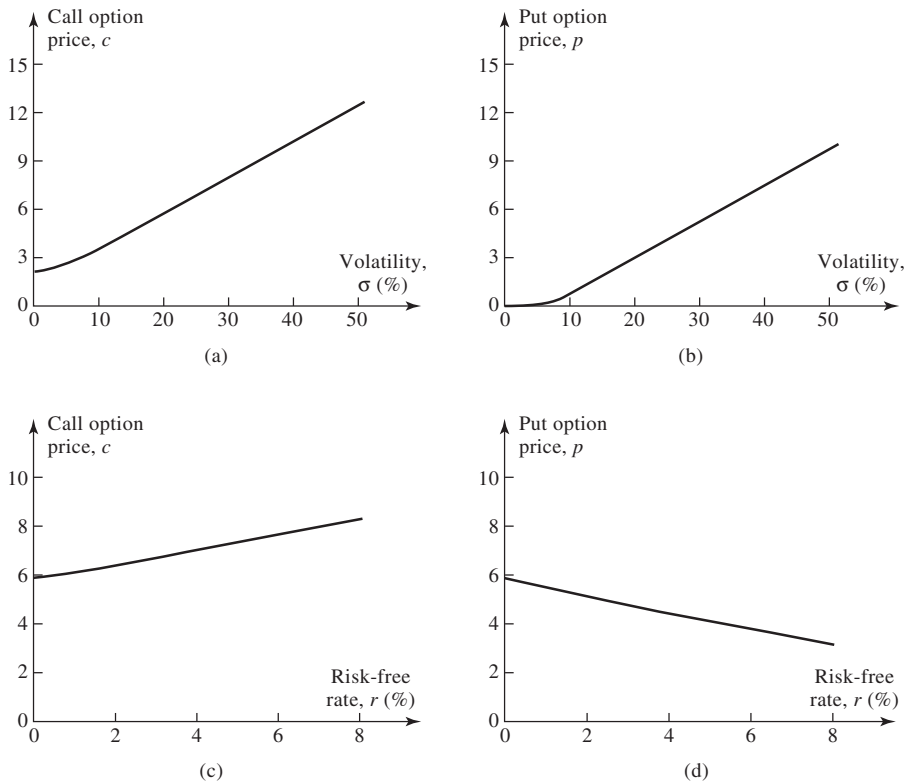 Call option
price, c
15
12
9
6
3
0
Volatility,
σ (%)
0 10 20 30 40 50
(a)
Put option
price, p
15
12
9
6
3
0
Volatility,
σ (%)
0 10 20 30 40 50
(b)
Call option
price, c
10
8
6
4
2
0
Risk-free
rate, r (%)
0 2 4 6 8
(c)
Put option
price, p
10
8
6
4
2
0
Risk-free
rate, r (%)
0 2 4 6 8
(d)